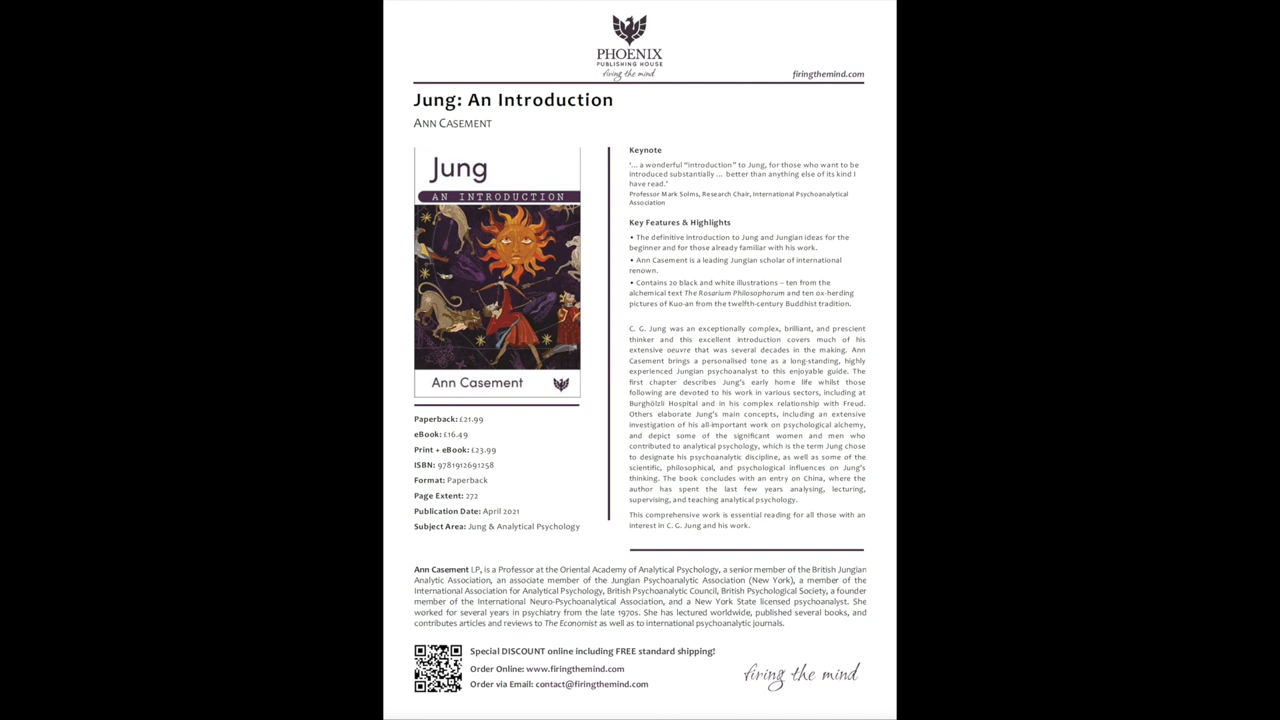 PHOENIX
PUBLISHING HOUSE
firing the mind
firingthemind.com
Jung: An Introduction
ANN CASEMENT
Jung
AN INTRODUCTION
Ann Casement
Paperback: £21.99
eBook: £16.49
Print + eBook: £23.99
ISBN: 9781912691258
Format: Paperback
Page Extent: 272
Publication Date: April 2021
Subject Area: Jung & Analytical Psychology
Keynote
‘... a wonderful “introduction” to Jung, for those who want to be
introduced substantially ... better than anything else of its kind I
have read.’
Professor Mark Solms, Research Chair, International Psychoanalytical
Association
Key Features & Highlights
• The definitive introduction to Jung and Jungian ideas for the
beginner and for those already familiar with his work.
• Ann Casement is a leading Jungian scholar of international
renown.
• Contains 20 black and white illustrations – ten from the
alchemical text The Rosarium Philosophorum and ten ox-herding
pictures of Kuo-an from the twelfth-century Buddhist tradition.
C. G. Jung was an exceptionally complex, brilliant, and prescient
thinker and this excellent introduction covers much of his
extensive oeuvre that was several decades in the making. Ann
Casement brings a personalised tone as a long-standing, highly
experienced Jungian psychoanalyst to this enjoyable guide. The
first chapter describes Jung's early home life whilst those
following are devoted to his work in various sectors, including at
Burghölzli Hospital and in his complex relationship with Freud.
Others elaborate Jung's main concepts, including an extensive
investigation of his all-important work on psychological alchemy,
and depict some of the significant women and men who
contributed to analytical psychology, which is the term Jung chose
to designate his psychoanalytic discipline, as well as some of the
scientific, philosophical, and psychological influences on Jung's
thinking. The book concludes with an entry on China, where the
author has spent the last few years analysing, lecturing,
supervising, and teaching analytical psychology.
This comprehensive work is essential reading for all those with an
interest in C. G. Jung and his work.
Ann Casement LP, is a Professor at the Oriental Academy of Analytical Psychology, a senior member of the British Jungian
Analytic Association, an associate member of the Jungian Psychoanalytic Association (New York), a member of the
International Association for Analytical Psychology, British Psychoanalytic Council, British Psychological Society, a founder
member of the International Neuro-Psychoanalytical Association, and a New York State licensed psychoanalyst. She
worked for several years in psychiatry from the late 1970s. She has lectured worldwide, published several books, and
contributes articles and reviews to The Economist as well as to international psychoanalytic journals.
Special DISCOUNT online including FREE standard shipping!
Order Online: www.firingthemind.com
Order via Email: contact@firingthemind.com
firing the mind